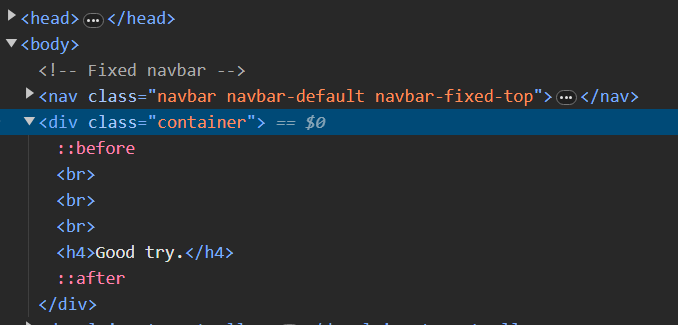 <head>•••</head>
<body>
<!-- Fixed navbar -->
<nav class="navbar navbar-default navbar-fixed-top">•••</nav>
<div class="container"> == $0
::before
<br>
<br>
<br>
<h4>Good try.</h4>
::after
</div>